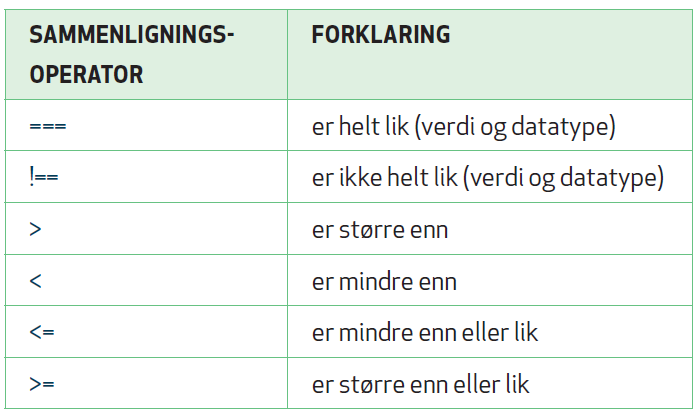 SAMMENLIGNINGS-
OPERATOR
FORKLARING
=== er helt lik (verdi og datatype)
!== er ikke helt lik (verdi og datatype)
> er større enn
< er mindre enn
<= er mindre enn eller lik
>= er større enn eller lik